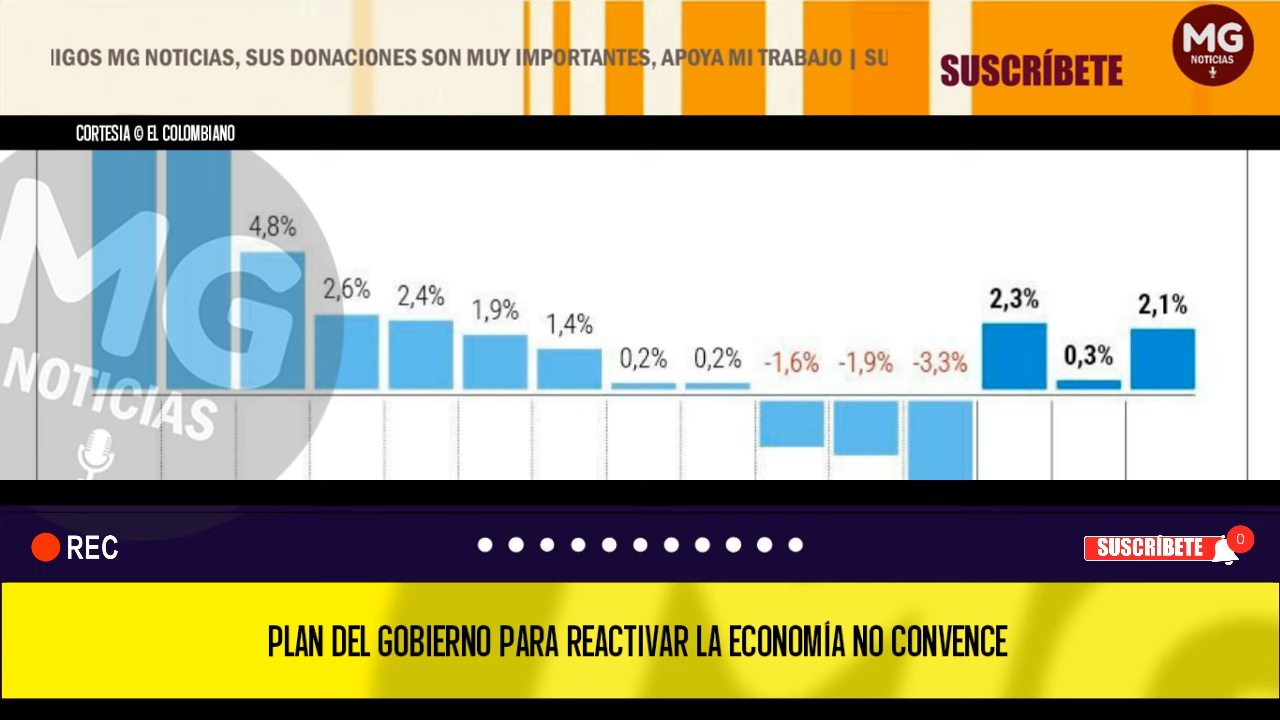 MG NOTICIAS, SUS DONACIONES SON MUY IMPORTANTES, APOYA MI TRABAJO |
SUSCRÍBETE
MG
NOTICIAS
CORTESIA © EL COLOMBIANO
4,8%
2,6%
2,4%
1,9%
1,4%
0,2%
0,2%
-1,6%
-1,9%
-3,3%
2,3%
0,3%
2,1%
MG
NOTICIAS
REC
SUSCRÍBETE
0
PLAN DEL GOBIERNO PARA REACTIVAR LA ECONOMÍA NO CONVENCE